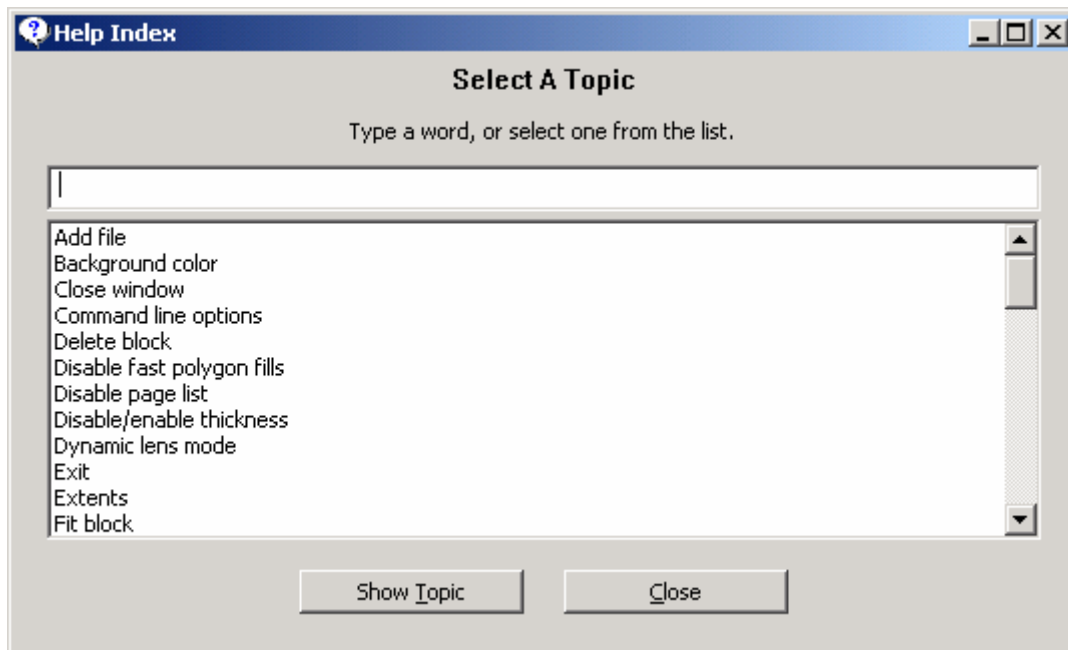 Help Index
Select A Topic
Type a word, or select one from the list.
Add file
Background color
Close window
Command line options
Delete block
Disable fast polygon fills
Disable page list
Disable/enable thickness
Dynamic lens mode
Exit
Extents
Fit block
Show Topic
Close